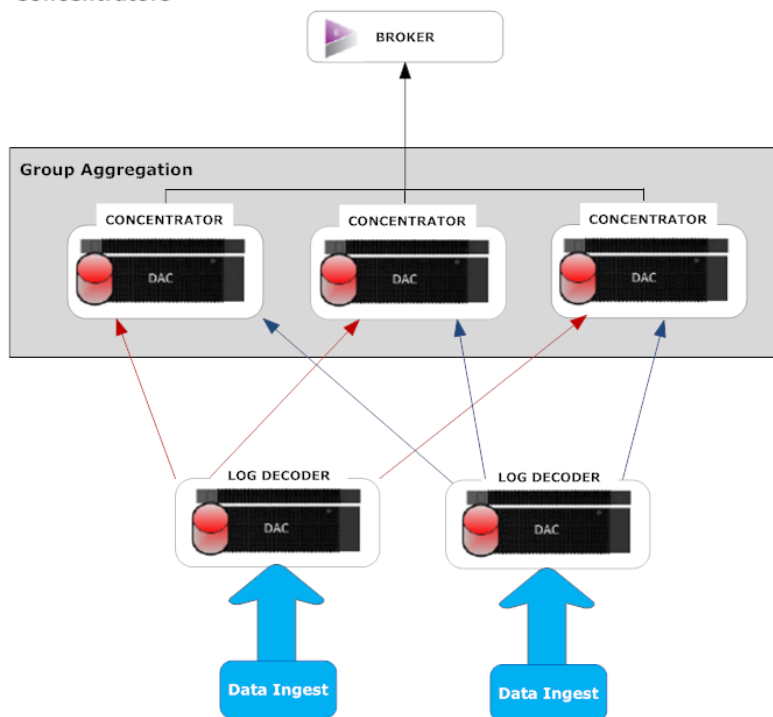 BROKER
Group Aggregation
CONCENTRATOR
CONCENTRATOR
CONCENTRATOR
DAC
DAC
DAC
LOG DECODER
LOG DECODER
DAC
DAC
Data Ingest
Data Ingest